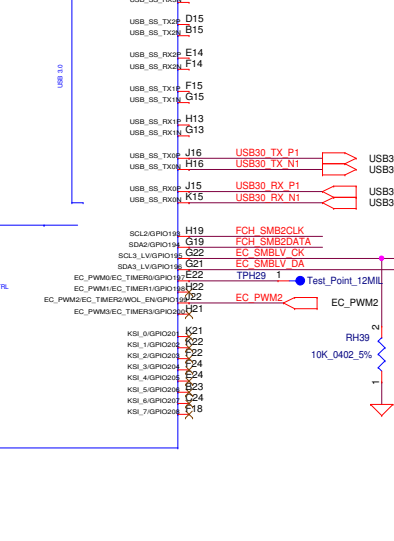 USB_SS_TX2P D15
USB_SS_TX2N B15
USB_SS_RX2P E14
USB_SS_RX2N F14
USB 3.0
USB_SS_TX1P F15
USB_SS_TX1N G15
USB_SS_RX1P H13
USB_SS_RX1N G13
USB_SS_TX0P J16 USB30_TX_P1 USB3
USB_SS_TX0N H16 USB30_TX_N1 USB3
USB_SS_RX0P J15 USB30_RX_P1 USB3
USB_SS_RX0N K15 USB30_RX_N1 USB3
SCL2/GPIO193 H19 FCH_SMB2CLK
SDA2/GPIO194 G19 FCH_SMB2DATA
SCL3_LV/GPIO195 G22 EC_SMBLV_CK
SDA3_LV/GPIO196 G21 EC_SMBLV_DA
EC_PWM0/EC_TIMER0/GPIO197 E22 TPH29 1 Test_Point_12MIL
RL EC_PWM1/EC_TIMER1/GPIO198 H22
EC_PWM2/EC_TIMER2/WOL_EN/GPIO199 J22 EC_PWM2 EC_PWM2
EC_PWM3/EC_TIMER3/GPIO200 H21
2
KSI_0/GPIO201 K21
RH39
KSI_1/GPIO202 K22
KSI_2/GPIO203 F22
10K_0402_5%
KSI_3/GPIO204 F24
KSI_4/GPIO205 E24
1
KSI_5/GPIO206 B23
KSI_6/GPIO207 C24
KSI_7/GPIO208 F18